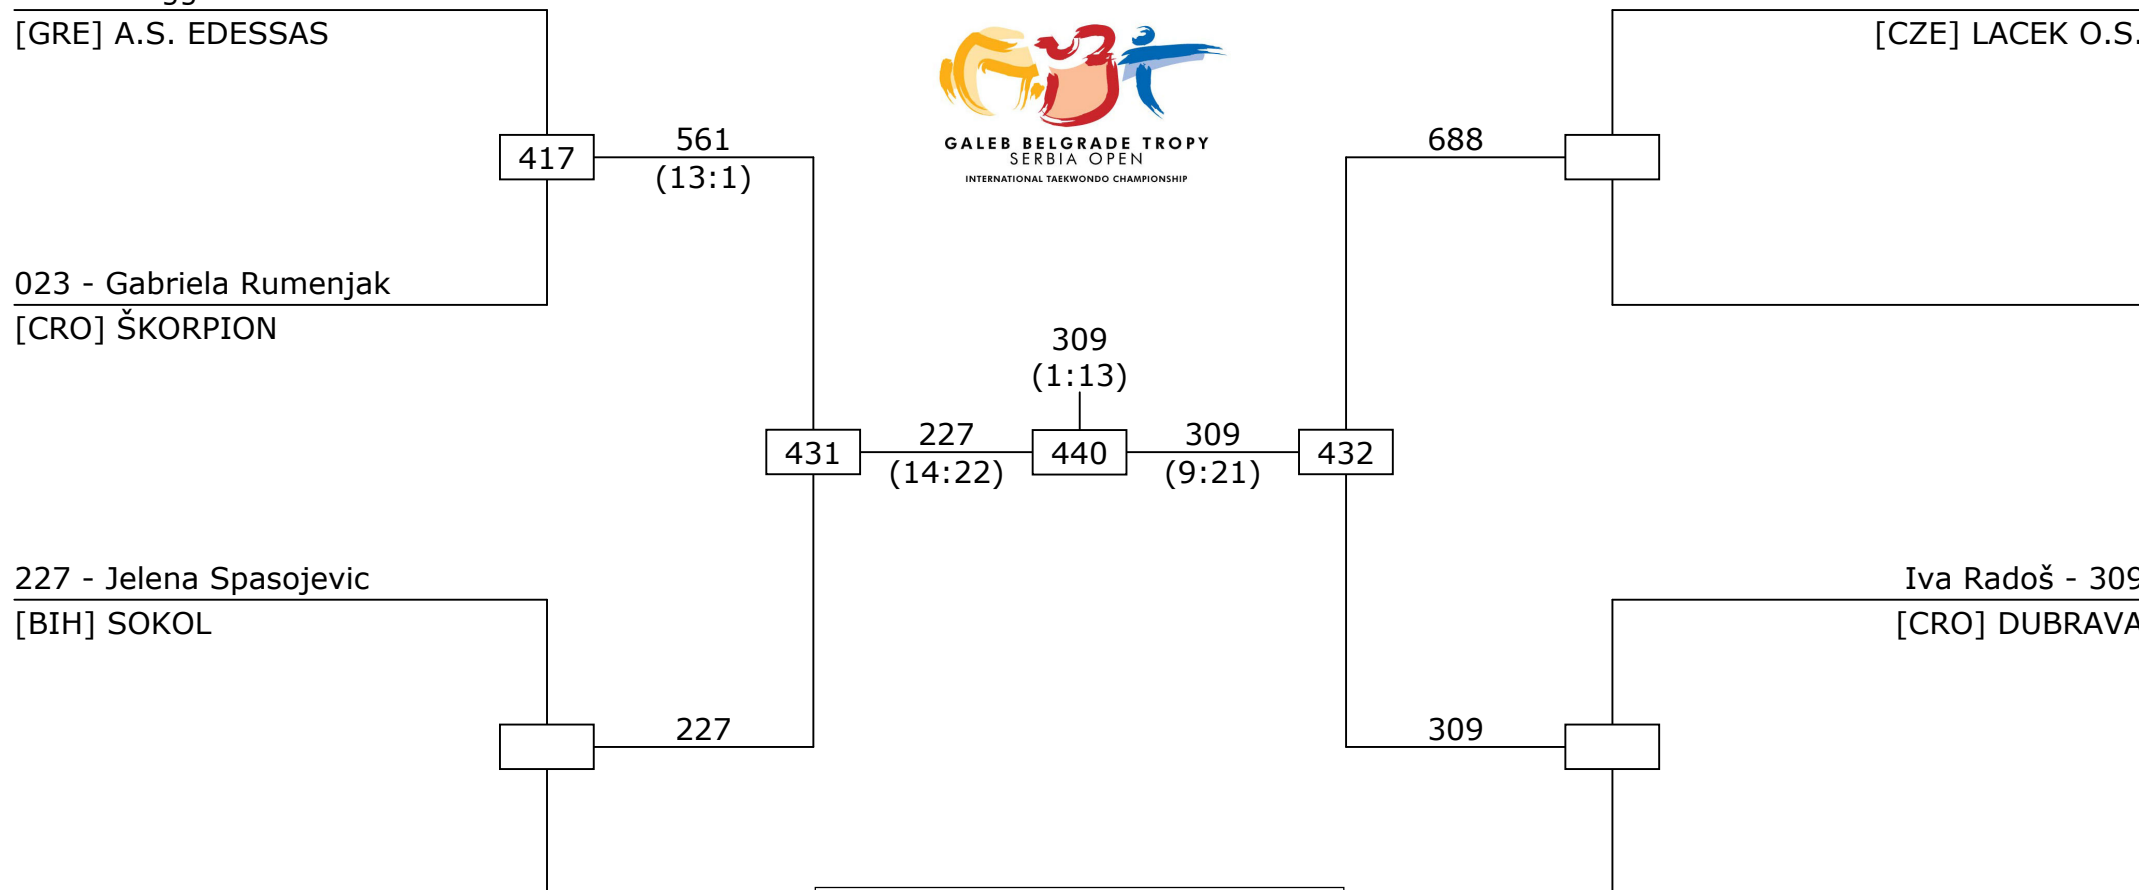 [GRE] A.S. EDESSAS
[CZE] LACEK O.S.
GALEB BELGRADE TROPY
SERBIA OPEN
INTERNATIONAL TAEKWONDO CHAMPIONSHIP
417
561
(13:1)
688
023 - Gabriela Rumenjak
[CRO] ŠKORPION
309
(1:13)
431
227
(14:22)
440
309
(9:21)
432
227 - Jelena Spasojevic
[BIH] SOKOL
Iva Radoš - 309
[CRO] DUBRAVA
227
309